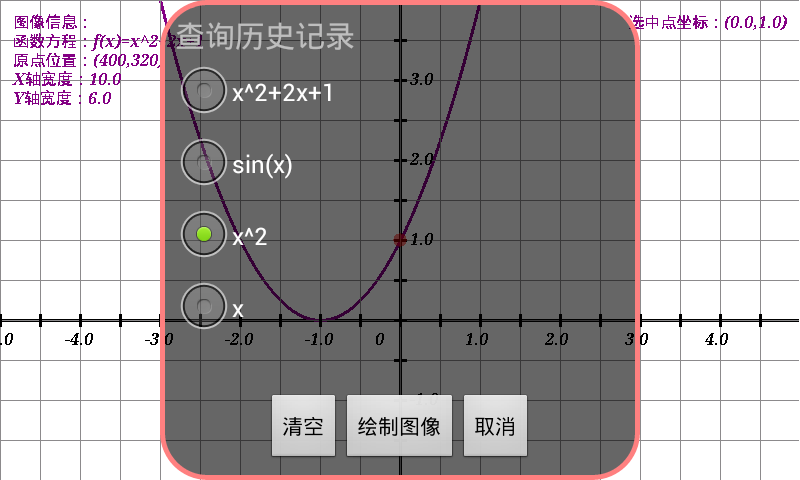 图像信息：
函数方程：f(x)=x^2+2x+1
原点位置：(400,320)
X轴宽度：10.0
Y轴宽度：6.0
选中点坐标：(0.0,1.0)
查询历史记录
x^2+2x+1
sin(x)
x^2
x
3.0
2.0
1.0
.0 -4.0 -3.0 -2.0 -1.0 0 1.0 2.0 3.0 4.0
-1.0
清空 绘制图像 取消